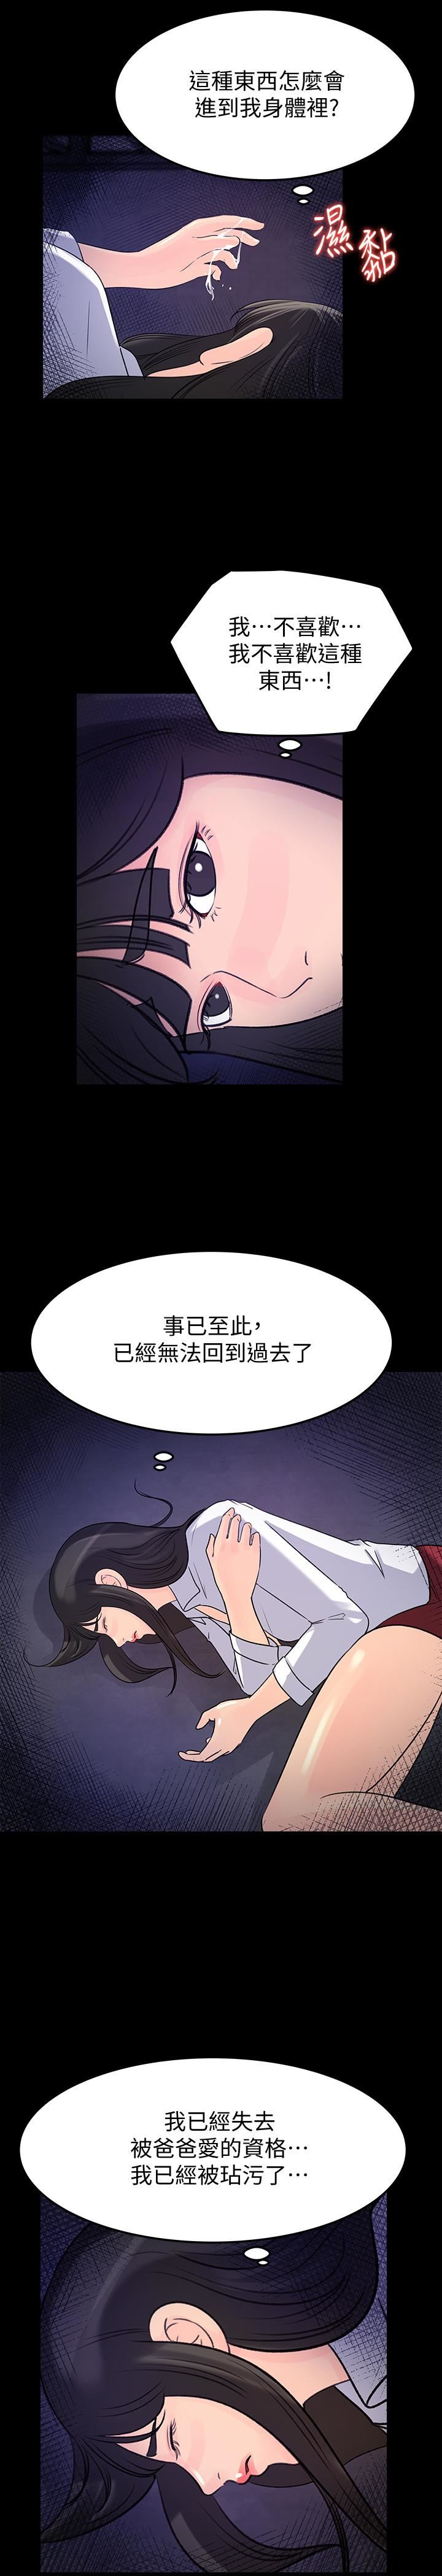 這種東西怎麼會
進到我身體裡?
濕黏
我⋯不喜歡⋯
我不喜歡這種
東西⋯!
事已至此，
已經無法回到過去了
我已經失去
被爸爸愛的資格⋯
我已經被玷污了⋯